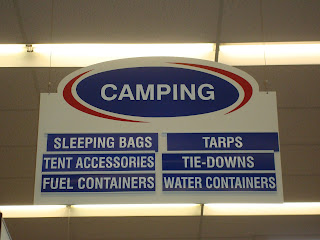 CAMPING
SLEEPING BAGS
TENT ACCESSORIES
FUEL CONTAINERS
TARPS
TIE-DOWNS
WATER CONTAINERS